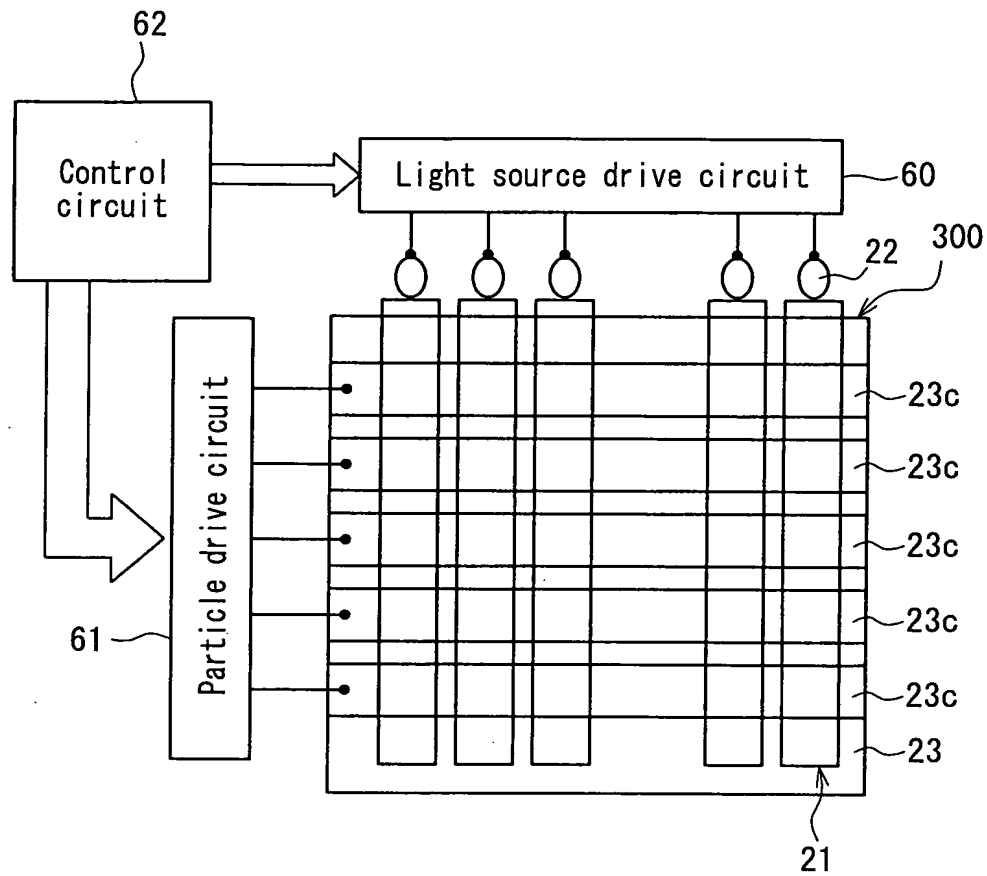 62
Control
circuit
Light source drive circuit
60
300
22
23c
23c
23c
23c
23c
23
Particle drive circuit
61
21